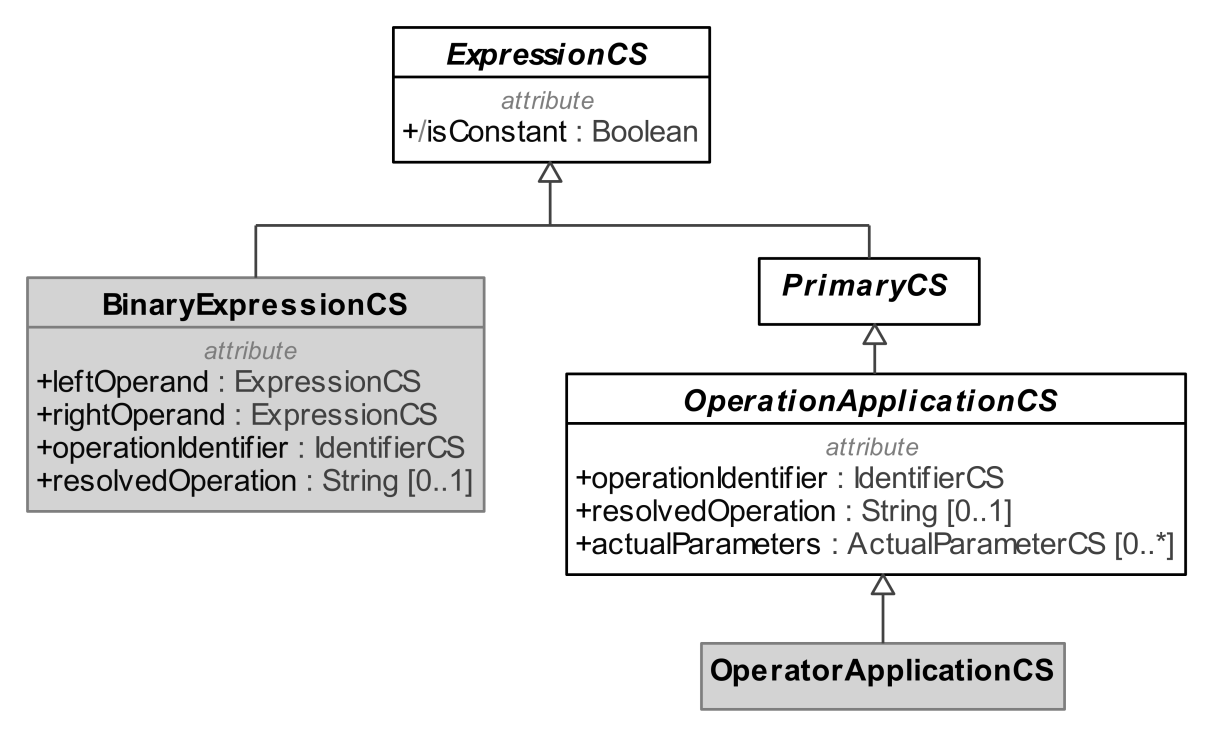 ExpressionCS
attribute
+/isConstant : Boolean
BinaryExpressionCS
attribute
+leftOperand : ExpressionCS
+rightOperand : ExpressionCS
+operationIdentifier : IdentifierCS
+resolvedOperation : String [0..1]
PrimaryCS
OperationApplicationCS
attribute
+operationIdentifier : IdentifierCS
+resolvedOperation : String [0..1]
+actualParameters : ActualParameterCS [0..*]
OperatorApplicationCS